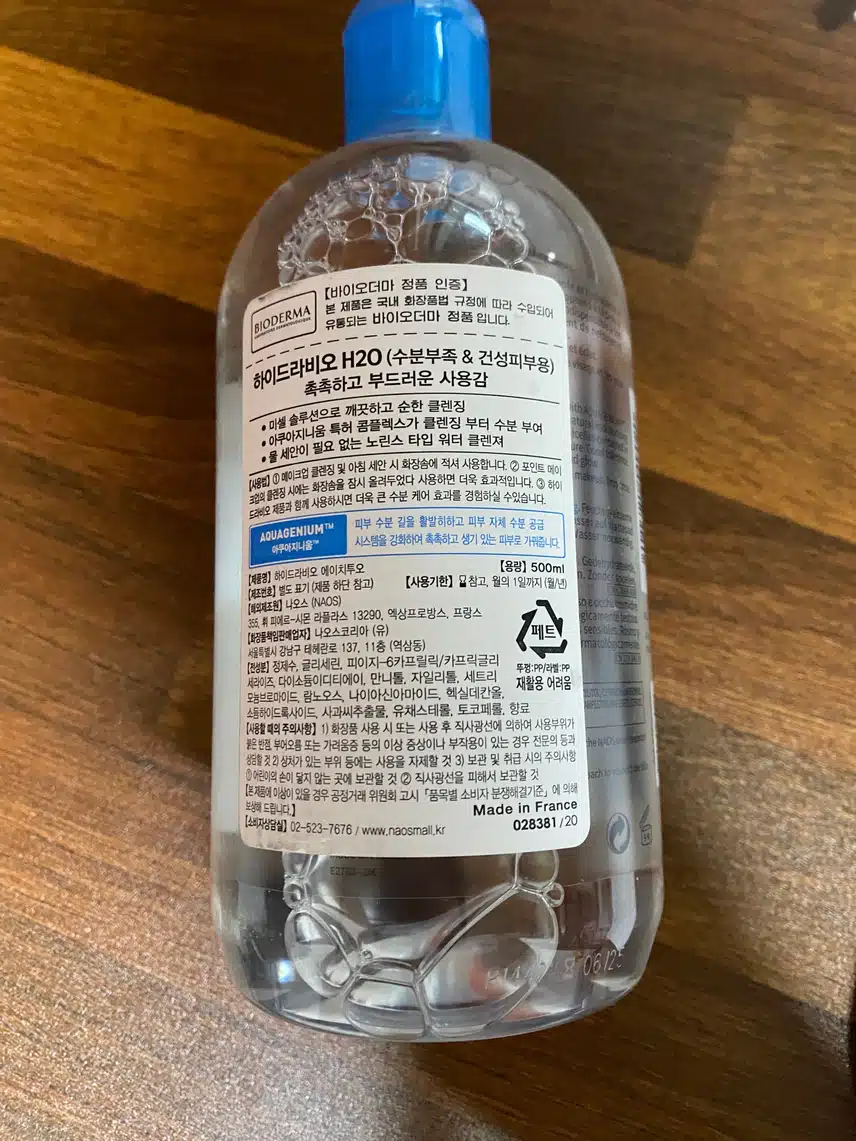 【바이오더마 정품 인증】
BIODERMA
본 제품은 국내 화장품법 규정에 따라 수입되어
유통되는 바이오더마 정품 입니다.
하이드라비오 H2O (수분부족 & 건성피부용)
촉촉하고 부드러운 사용감
• 미셀 솔루션으로 깨끗하고 순한 클렌징
• 아쿠아지니움 특허 콤플렉스가 클렌징 부터 수분 부여
• 물 세안이 필요 없는 노린스 타입 워터 클렌져
【사용법】 ① 메이크업 클렌징 및 아침 세안 시 화장솜에 적셔 사용합니다. ② 포인트 메이
크업의 클렌징 시에는 화장솜을 잠시 올려두었다 사용하면 더욱 효과적입니다. ③ 하이
드라비오 제품과 함께 사용하시면 더욱 큰 수분 케어 효과를 경험하실 수있습니다.
AQUAGENIUM™
아쿠아지니움™
피부 수분 길을 활발히하고 피부 자체 수분 공급
시스템을 강화하여 촉촉하고 생기 있는 피부로 가꿔줍니다.
【제품명】 하이드라비오 에이치투오 【용량】 500ml
【제조번호】 별도 표기 (제품 하단 참고) 【사용기한】 참고, 월의 1일까지 (월/년)
【해외제조원】 나오스 (NAOS)
355, 휘 피에르-시몬 라플라스 13290, 엑상프로방스, 프랑스
【화장품책임판매업자】 나오스코리아 (유)
서울특별시 강남구 테헤란로 137, 11층 (역삼동)
페트
뚜껑:PP/라벨:PP
재활용 어려움
【전성분】 정제수, 글리세린, 피이지-6카프릴릭/카프릭글리
세라이즈, 다이소듐이디티에이, 만니톨, 자일리톨, 세트리
모늄브로마이드, 람노오스, 나이아신아마이드, 헥실데칸올,
소듐하이드록사이드, 사과씨추출물, 유채스테롤, 토코페롤, 향료
【사용할 때의 주의사항】 1) 화장품 사용 시 또는 사용 후 직사광선에 의하여 사용부위가
붉은 반점, 부어오름 또는 가려움증 등의 이상 증상이나 부작용이 있는 경우 전문의 등과
상담할 것 2) 상처가 있는 부위 등에는 사용을 자제할 것 3) 보관 및 취급 시의 주의사항
① 어린이의 손이 닿지 않는 곳에 보관할 것 ② 직사광선을 피해서 보관할 것
【본 제품에 이상이 있을 경우 공정거래 위원회 고시 「품목별 소비자 분쟁해결기준」에 의해
보상해 드립니다.】
Made in France
【소비자상담실】 02-523-7676 / www.naosmall.kr
028381/20
06/25